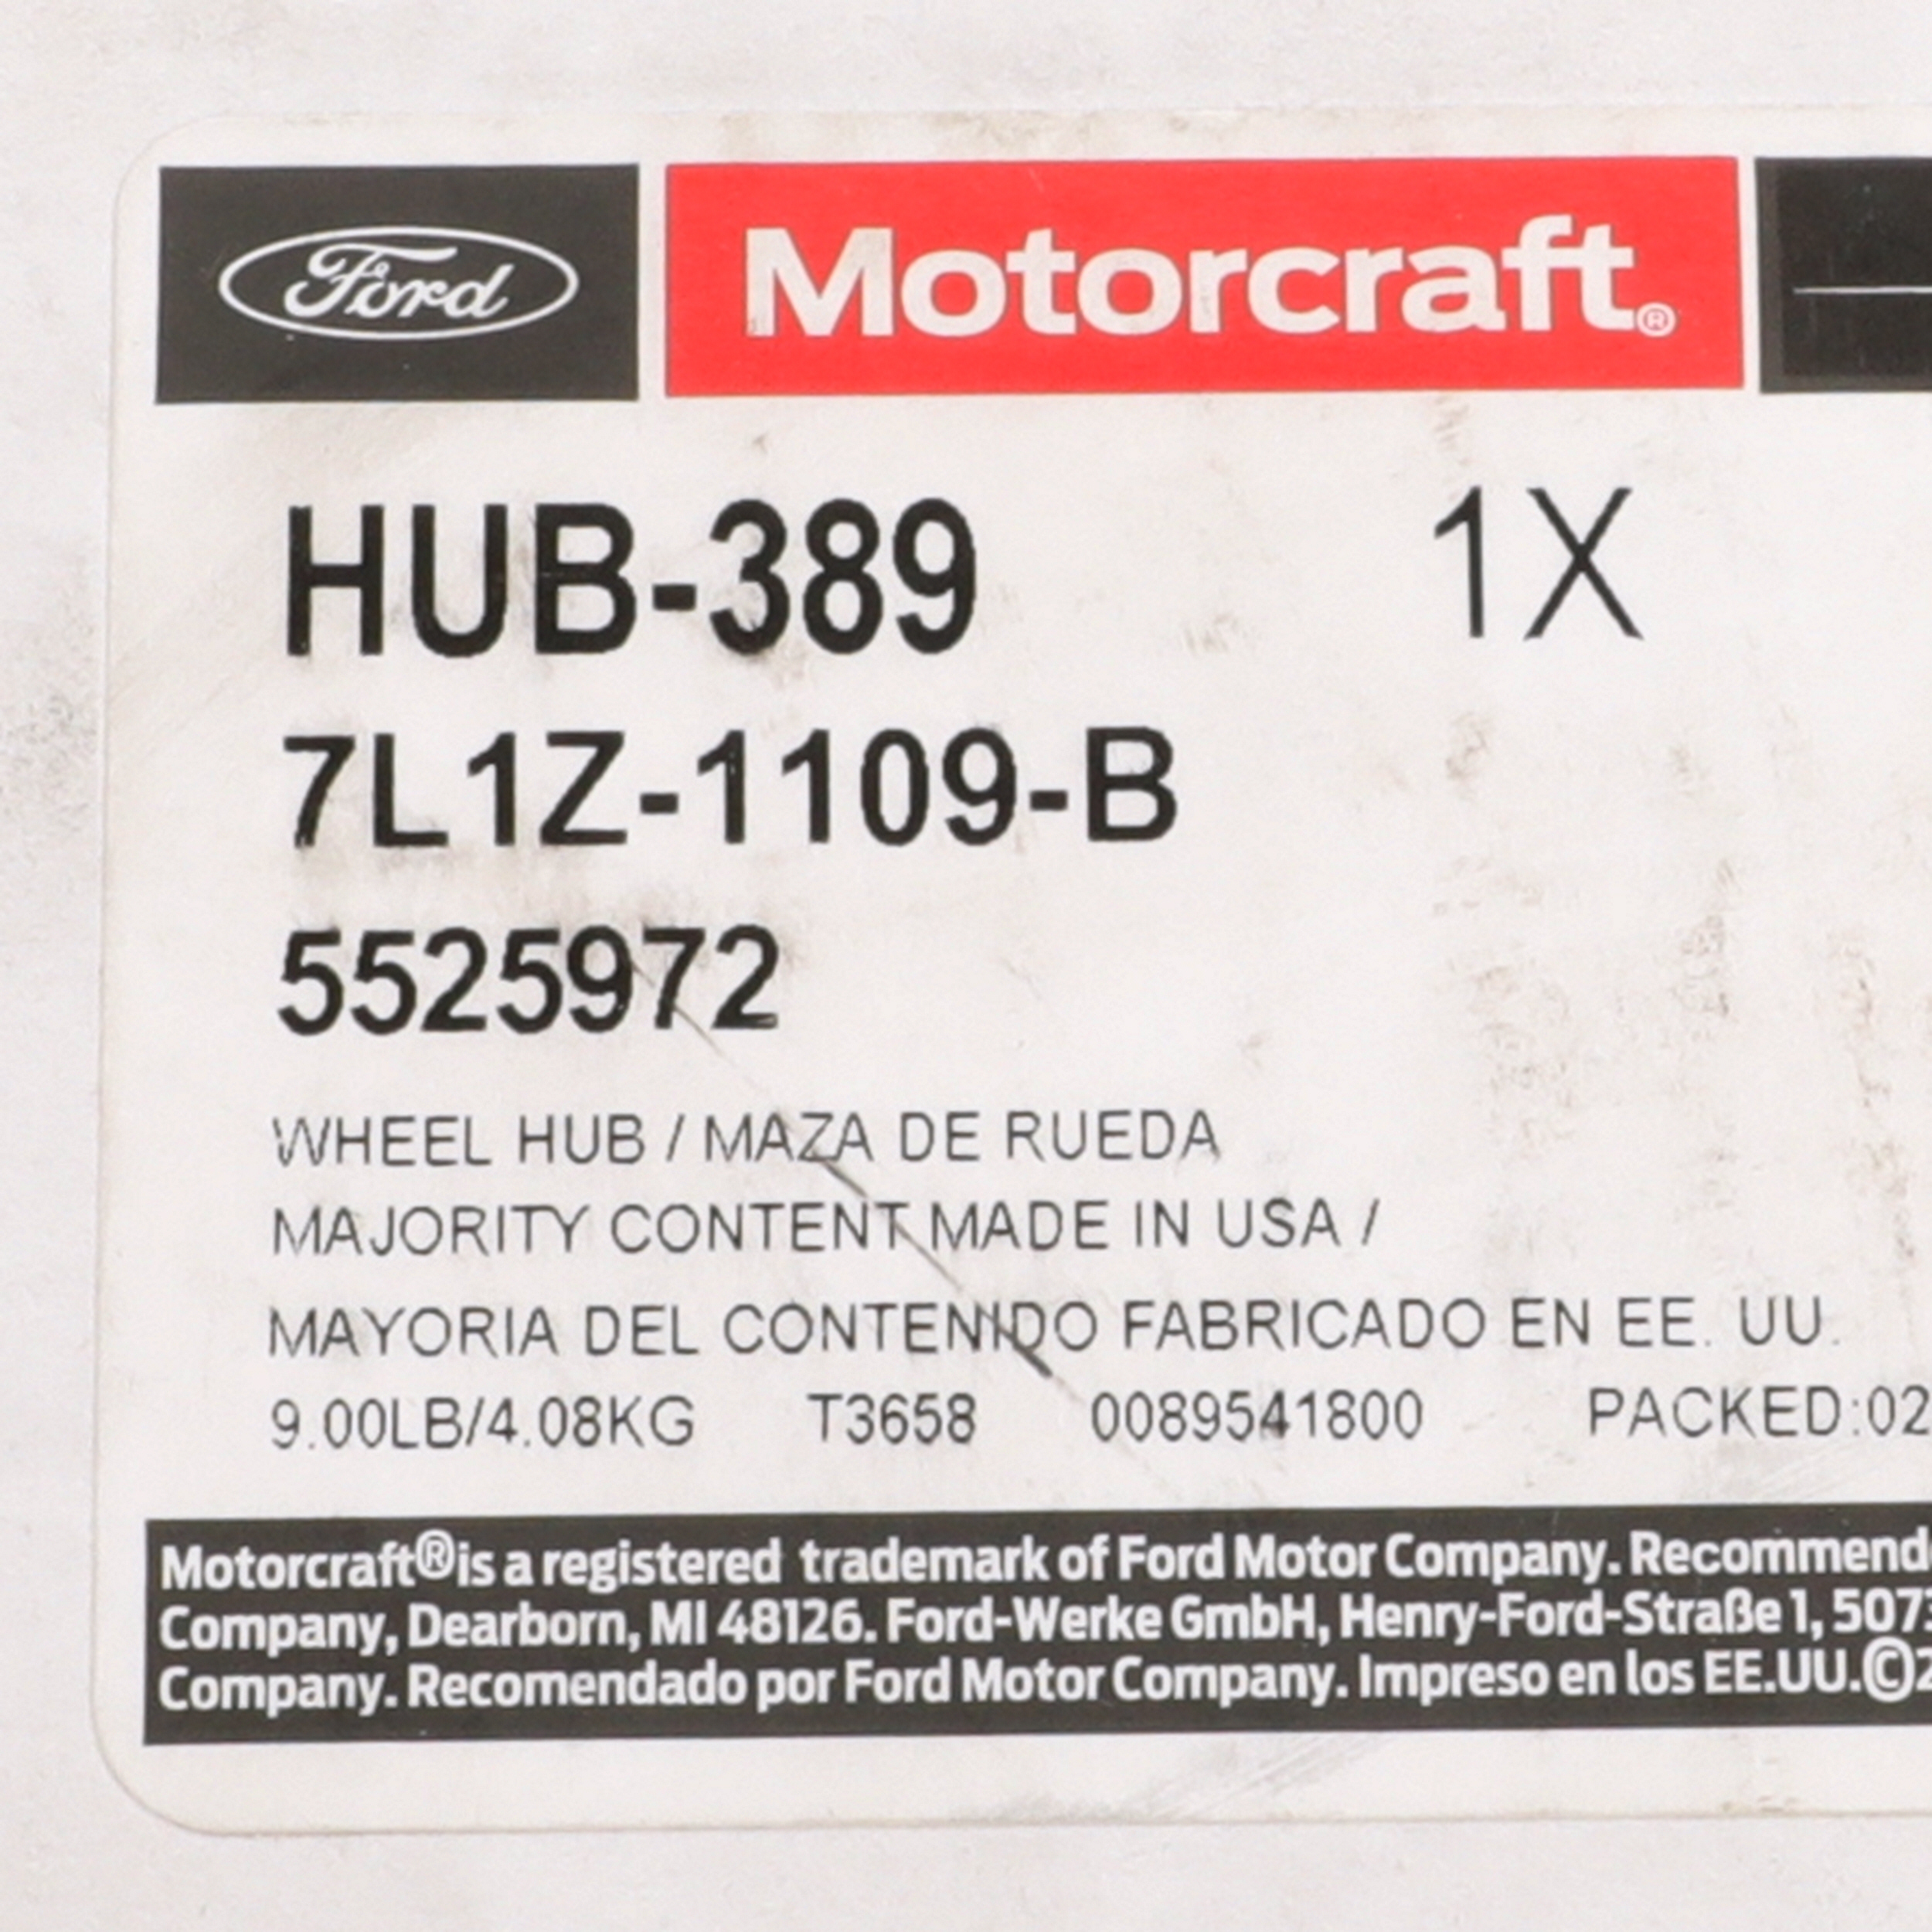 Ford Motorcraft®
HUB-389 1X
7L1Z-1109-B
5525972
WHEEL HUB / MAZA DE RUEDA
MAJORITY CONTENT MADE IN USA /
MAYORIA DEL CONTENIDO FABRICADO EN EE. UU.
9.00LB/4.08KG T3658 0089541800 PACKED:02
Motorcraft® is a registered trademark of Ford Motor Company. Recommend
Company, Dearborn, MI 48126. Ford-Werke GmbH, Henry-Ford-Straße 1, 5073
Company. Recomendado por Ford Motor Company. Impreso en los EE.UU.©2